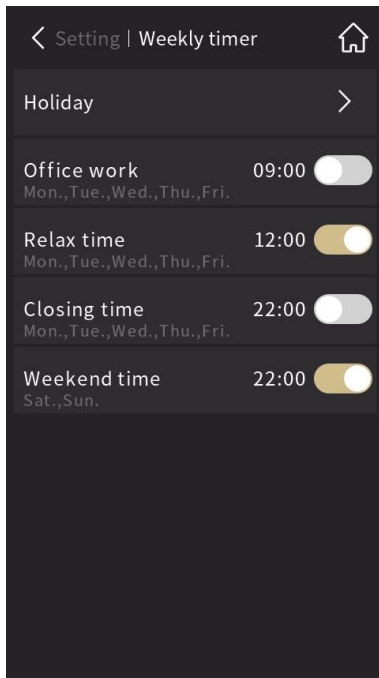 Setting | Weekly timer
Holiday
Office work 09:00
Mon.,Tue.,Wed.,Thu.,Fri.
Relax time 12:00
Mon.,Tue.,Wed.,Thu.,Fri.
Closing time 22:00
Mon.,Tue.,Wed.,Thu.,Fri.
Weekend time 22:00
Sat.,Sun.